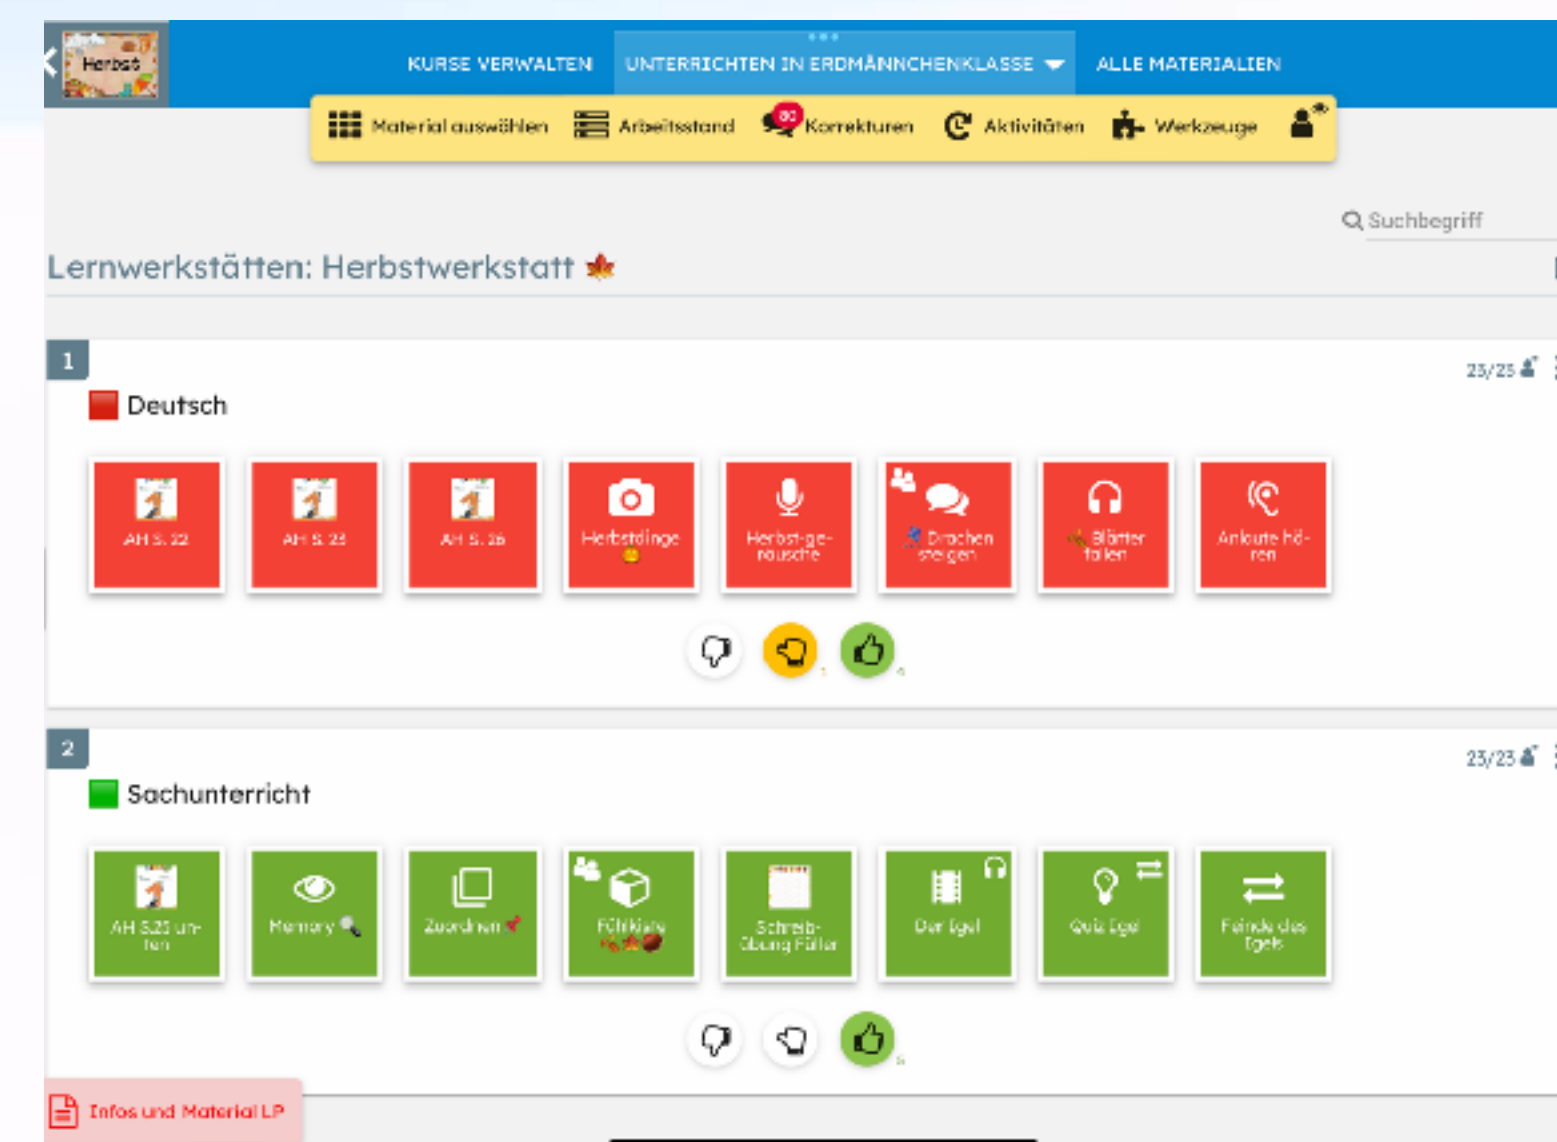 Herbst
KURSE VERWALTEN
UNTERRICHTEN IN ERDMÄNNCHENKLASSE
ALLE MATERIALIEN
Material auswählen
Arbeitsstand
80
Korrekturen
Aktivitäten
Werkzeuge
Suchbegriff
Lernwerkstätten: Herbstwerkstatt
1
23/23
Deutsch
AH S. 22
AH S. 23
AH S. 26
Herbstdinge
Herbst-ge-
räusche
Drachen
steigen
Blätter
fallen
Anlaute hö-
ren
2
23/23
Sachunterricht
AH S.25 un-
ten
Memory
Zuordnen
Fühlkiste
Schreib-
übung Füller
Der Igel
Quiz Igel
Feinde des
Igels
Infos und Material LP